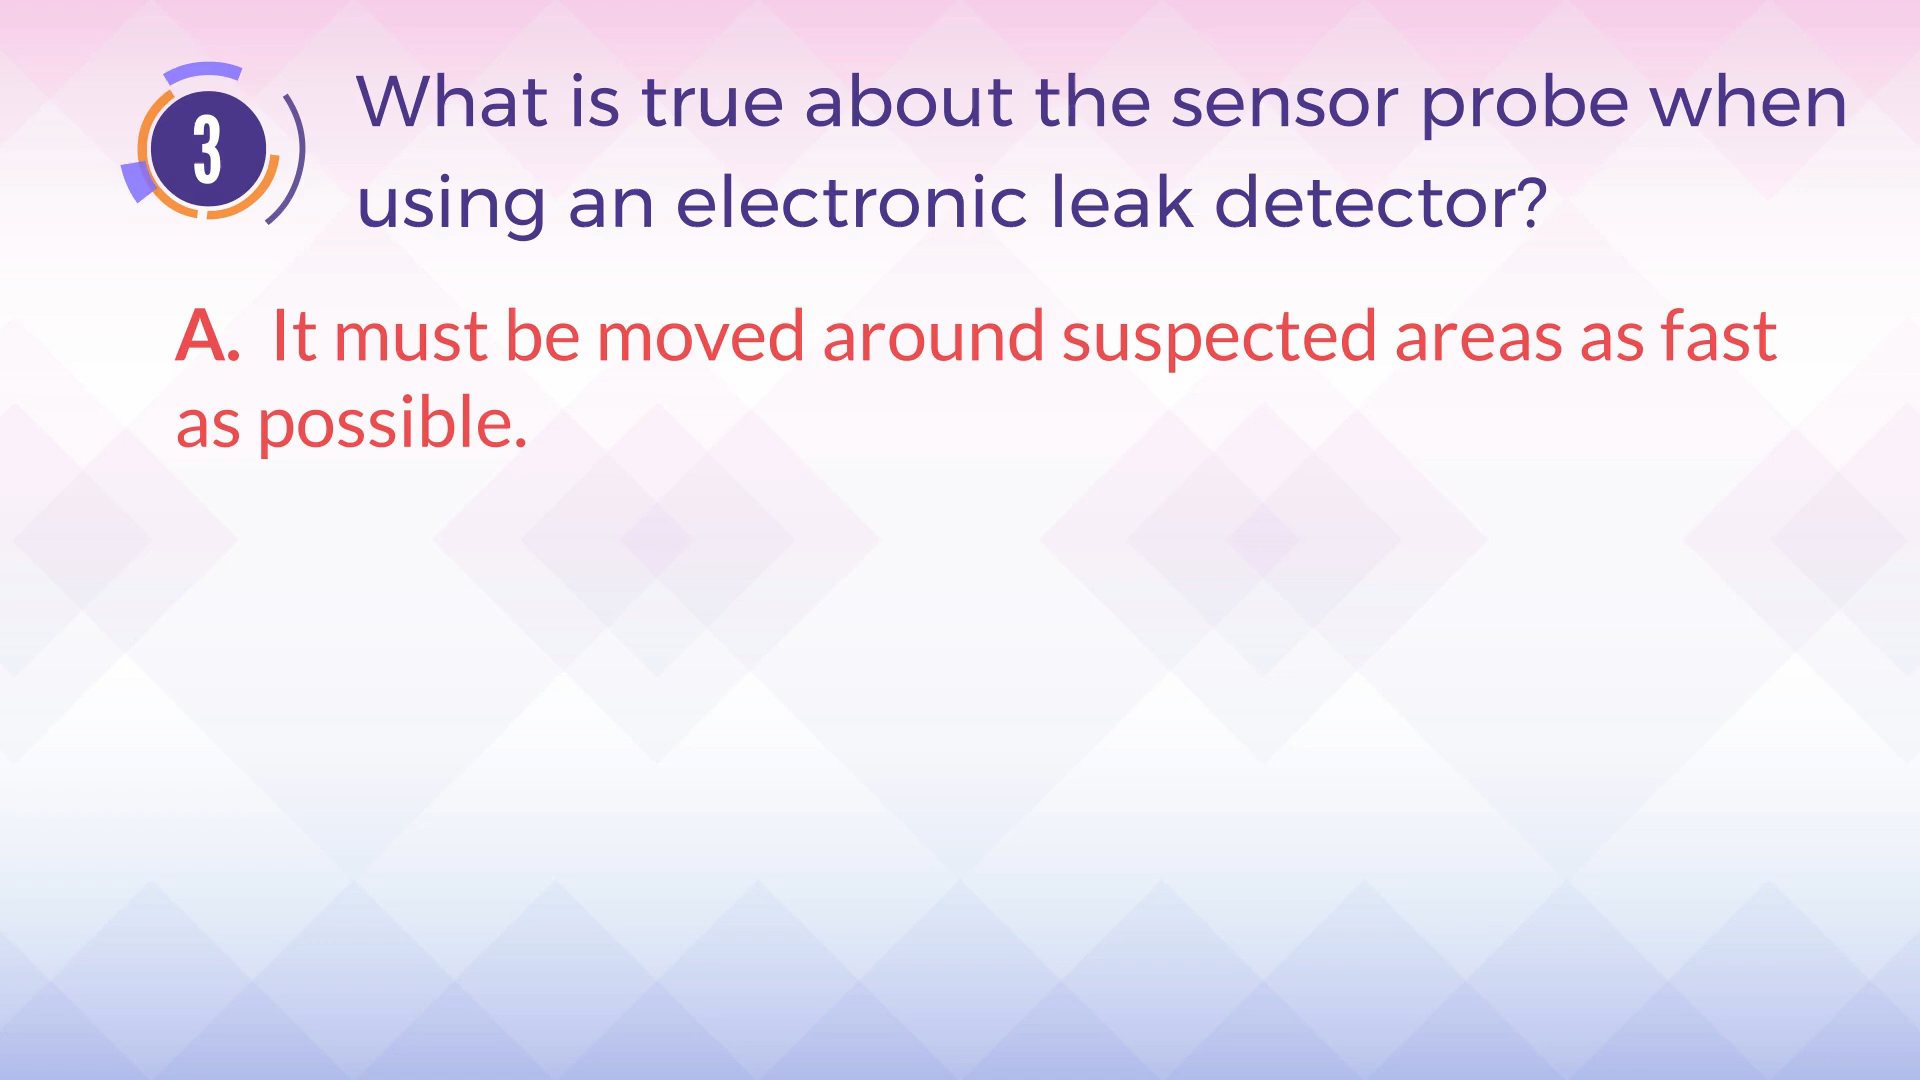 3
What is true about the sensor probe when
using an electronic leak detector?
A. It must be moved around suspected areas as fast
as possible.